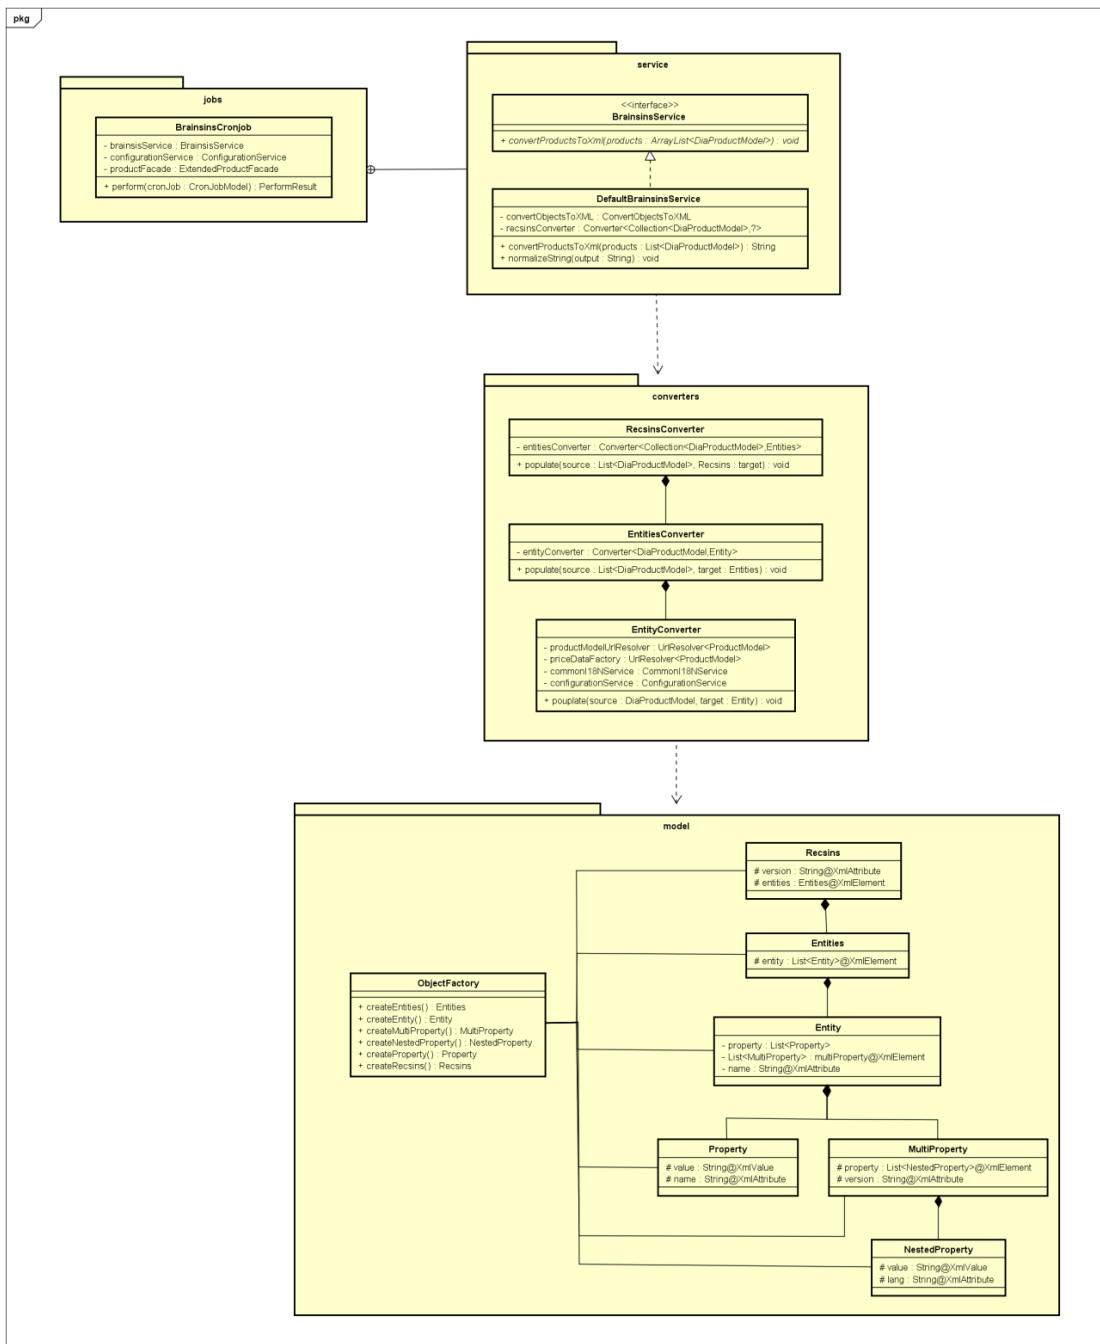 pkg
jobs
BrainsinsCronjob
- brainsisService : BrainsisService
- configurationService : ConfigurationService
- productFacade : ExtendedProductFacade
+ perform(cronJob : CronJobModel) : PerformResult
service
<<interface>>
BrainsinsService
+ convertProductsToXml(products : ArrayList<DiaProductModel>) : void
DefaultBrainsinsService
- convertObjectsToXML : ConvertObjectsToXML
- recsinsConverter : Converter<Collection<DiaProductModel>,?>
+ convertProductsToXml(products : List<DiaProductModel>) : String
+ normalizeString(output : String) : void
converters
RecsinsConverter
- entitiesConverter : Converter<Collection<DiaProductModel>,Entities>
+ populate(source : List<DiaProductModel>, Recsins : target) : void
EntitiesConverter
- entityConverter : Converter<DiaProductModel,Entity>
+ populate(source : List<DiaProductModel>, target : Entities) : void
EntityConverter
- productModelUrlResolver : UrlResolver<ProductModel>
- priceDataFactory : UrlResolver<ProductModel>
- commonI18NService : CommonI18NService
- configurationService : ConfigurationService
+ pouplate(source : DiaProductModel, target : Entity) : void
model
Recsins
# version : String@XmlAttribute
# entities : Entities@XmlElement
Entities
# entity : List<Entity>@XmlElement
ObjectFactory
+ createEntities() : Entities
+ createEntity() : Entity
+ createMultiProperty() : MultiProperty
+ createNestedProperty() : NestedProperty
+ createProperty() : Property
+ createRecsins() : Recsins
Entity
- property : List<Property>
- List<MultiProperty> : multiProperty@XmlElement
- name : String@XmlAttribute
Property
# value : String@XmlValue
# name : String@XmlAttribute
MultiProperty
# property : List<NestedProperty>@XmlElement
# version : String@XmlAttribute
NestedProperty
# value : String@XmlValue
# lang : String@XmlAttribute